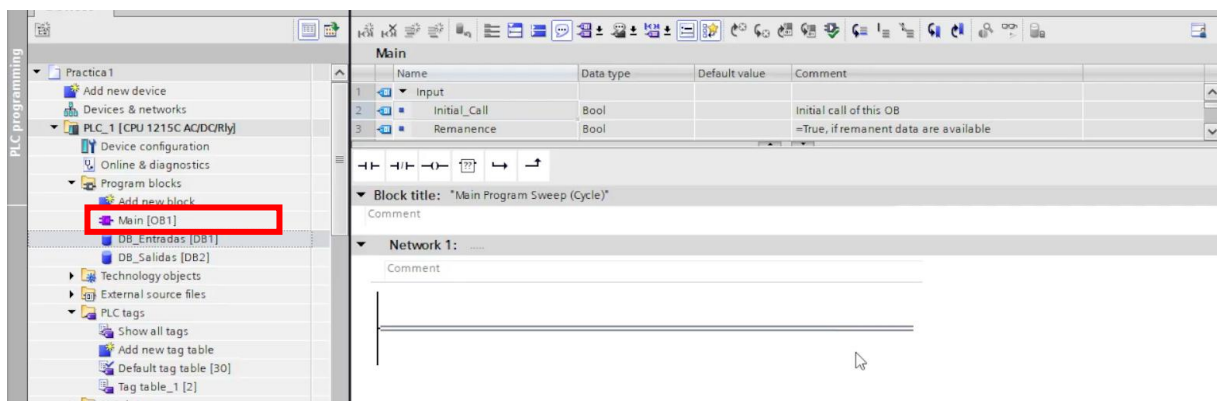 PLC programming
Practica1
Add new device
Devices & networks
PLC_1 [CPU 1215C AC/DC/Rly]
Device configuration
Online & diagnostics
Program blocks
Add new block
Main [OB1]
DB_Entradas [DB1]
DB_Salidas [DB2]
Technology objects
External source files
PLC tags
Show all tags
Add new tag table
Default tag table [30]
Tag table_1 [2]
Main
Name Data type Default value Comment
1 Input
2 Initial_Call Bool Initial call of this OB
3 Remanence Bool =True, if remanent data are available
??
Block title: "Main Program Sweep (Cycle)"
Comment
Network 1: .....
Comment